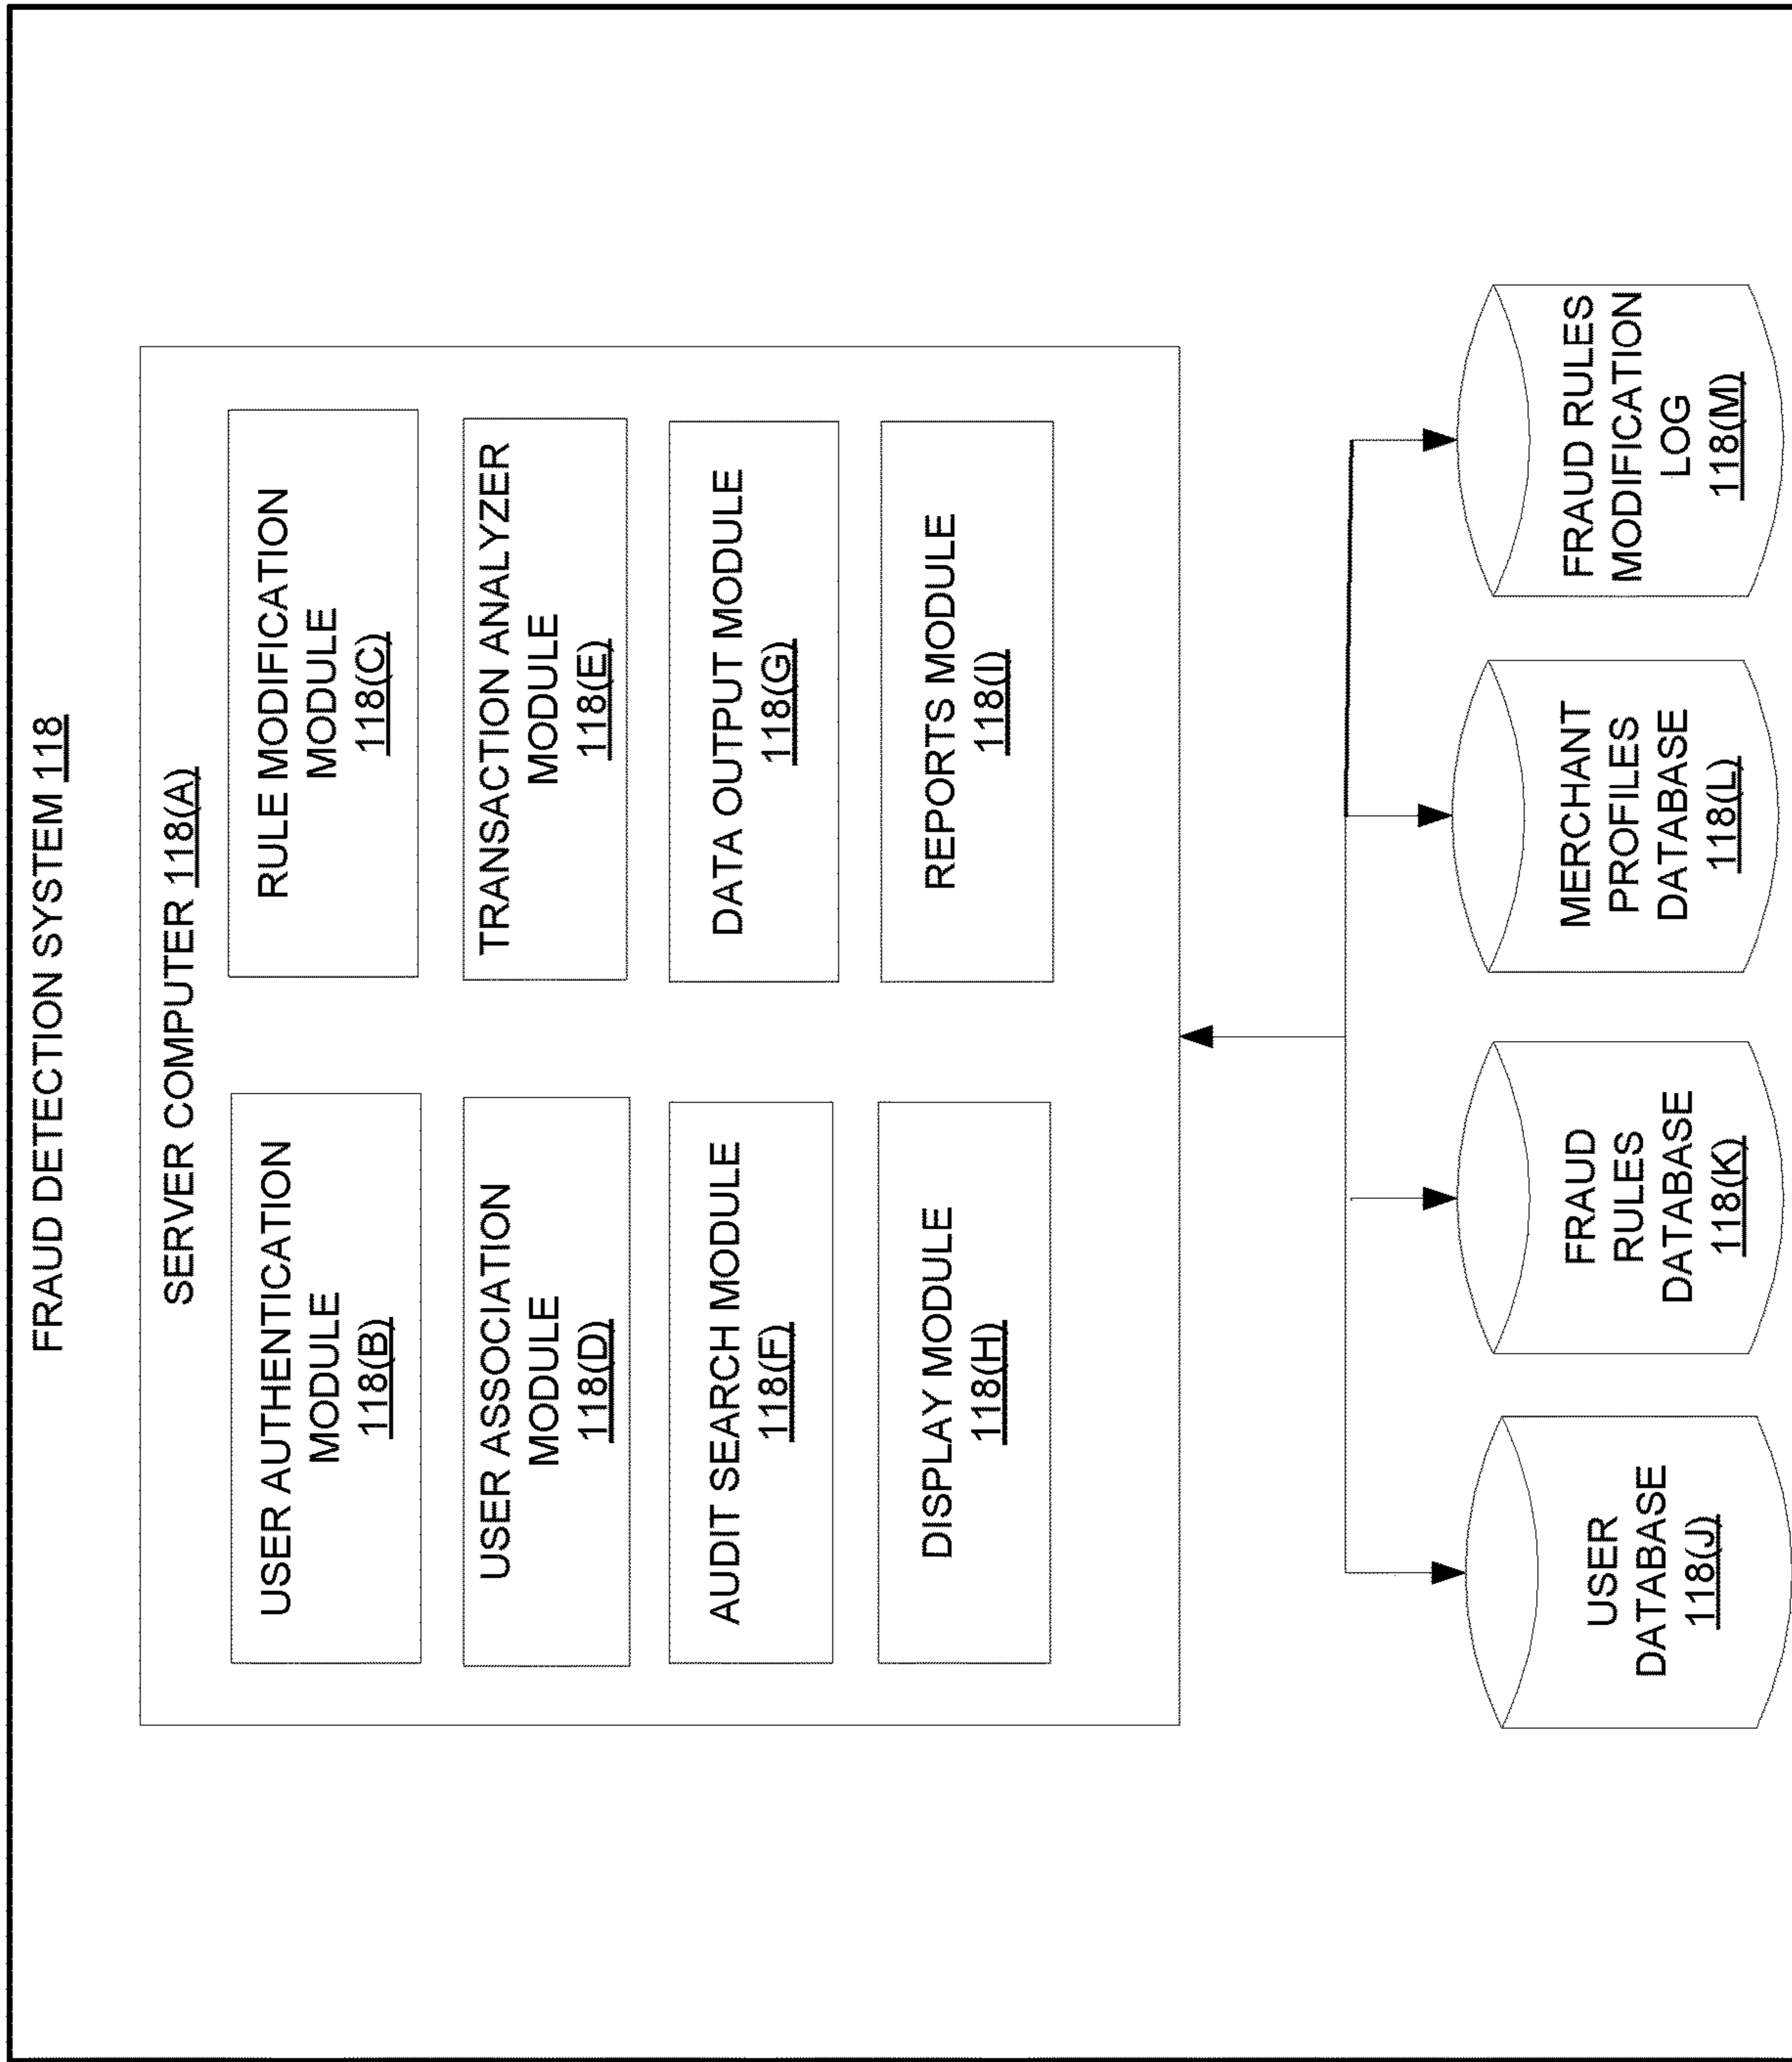 FRAUD DETECTION SYSTEM 118
SERVER COMPUTER 118(A)
USER AUTHENTICATION
MODULE
118(B)
RULE MODIFICATION
MODULE
118(C)
USER ASSOCIATION
MODULE
118(D)
TRANSACTION ANALYZER
MODULE
118(E)
AUDIT SEARCH MODULE
118(F)
DATA OUTPUT MODULE
118(G)
DISPLAY MODULE
118(H)
REPORTS MODULE
118(I)
USER
DATABASE
118(J)
FRAUD
RULES
DATABASE
118(K)
MERCHANT
PROFILES
DATABASE
118(L)
FRAUD RULES
MODIFICATION
LOG
118(M)